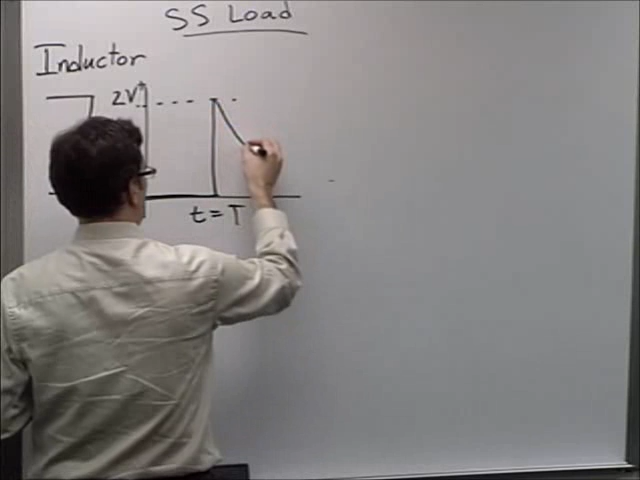 SS Load
Inductor
2V⁺
t = T